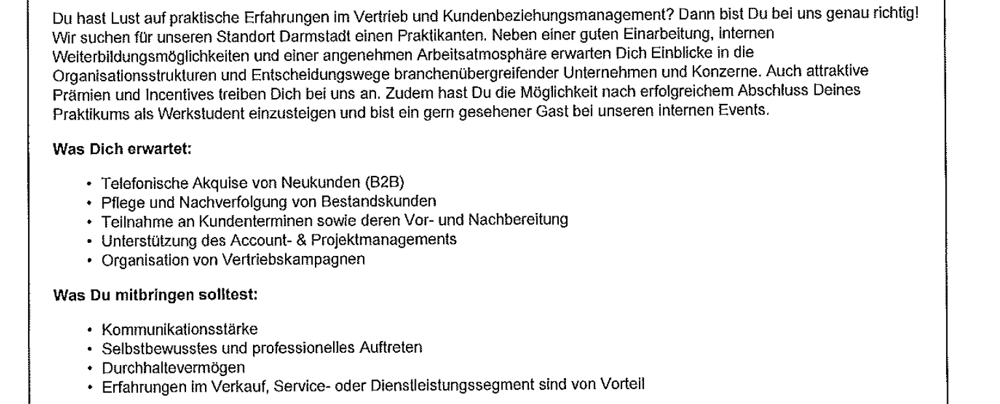 Du hast Lust auf praktische Erfahrungen im Vertrieb und Kundenbeziehungsmanagement? Dann bist Du bei uns genau richtig!
Wir suchen für unseren Standort Darmstadt einen Praktikanten. Neben einer guten Einarbeitung, internen
Weiterbildungsmöglichkeiten und einer angenehmen Arbeitsatmosphäre erwarten Dich Einblicke in die
Organisationsstrukturen und Entscheidungswege branchenübergreifender Unternehmen und Konzerne. Auch attraktive
Prämien und Incentives treiben Dich bei uns an. Zudem hast Du die Möglichkeit nach erfolgreichem Abschluss Deines
Praktikums als Werkstudent einzusteigen und bist ein gern gesehener Gast bei unseren internen Events.
Was Dich erwartet:
• Telefonische Akquise von Neukunden (B2B)
• Pflege und Nachverfolgung von Bestandskunden
• Teilnahme an Kundenterminen sowie deren Vor- und Nachbereitung
• Unterstützung des Account- & Projektmanagements
• Organisation von Vertriebskampagnen
Was Du mitbringen solltest:
• Kommunikationsstärke
• Selbstbewusstes und professionelles Auftreten
• Durchhaltevermögen
• Erfahrungen im Verkauf, Service- oder Dienstleistungssegment sind von Vorteil